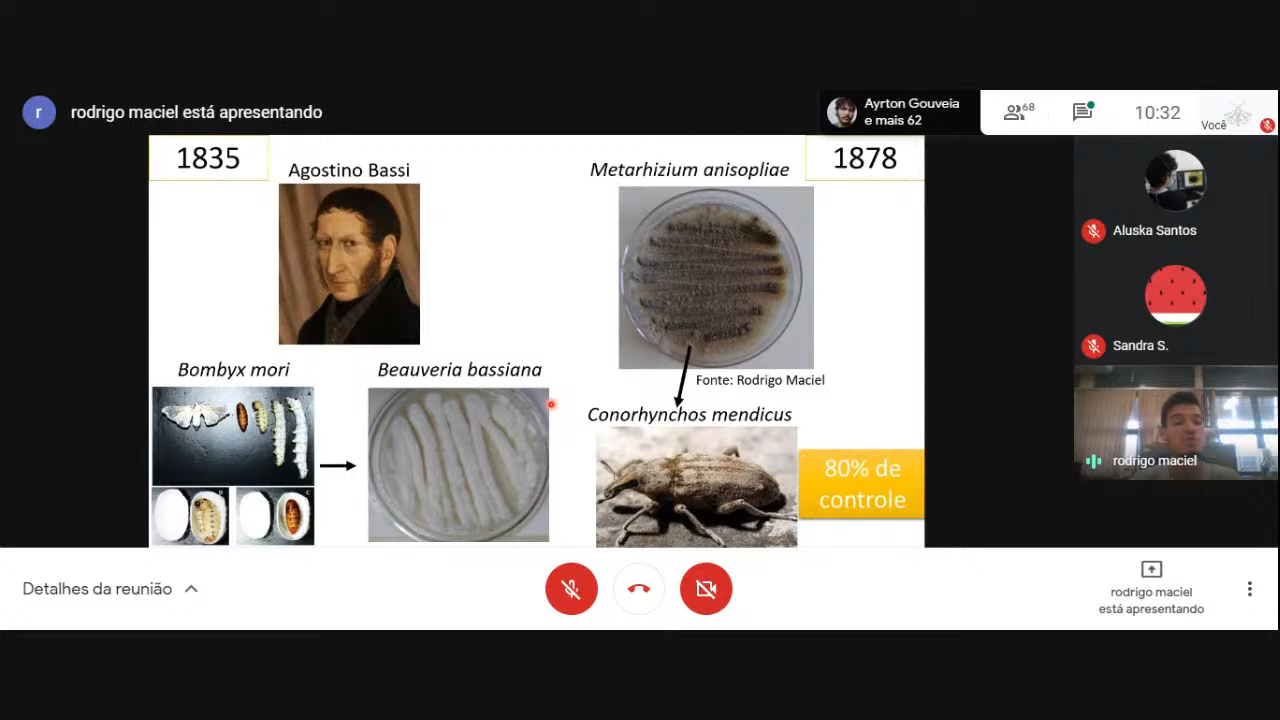 r
rodrigo maciel está apresentando
Ayrton Gouveia
e mais 62
68
10:32
Você
1835
Agostino Bassi
Metarhizium anisopliae
1878
Aluska Santos
Sandra S.
Bombyx mori
Beauveria bassiana
Fonte: Rodrigo Maciel
Conorhynchos mendicus
80% de
controle
rodrigo maciel
A
B
C
Detalhes da reunião
rodrigo maciel
está apresentando